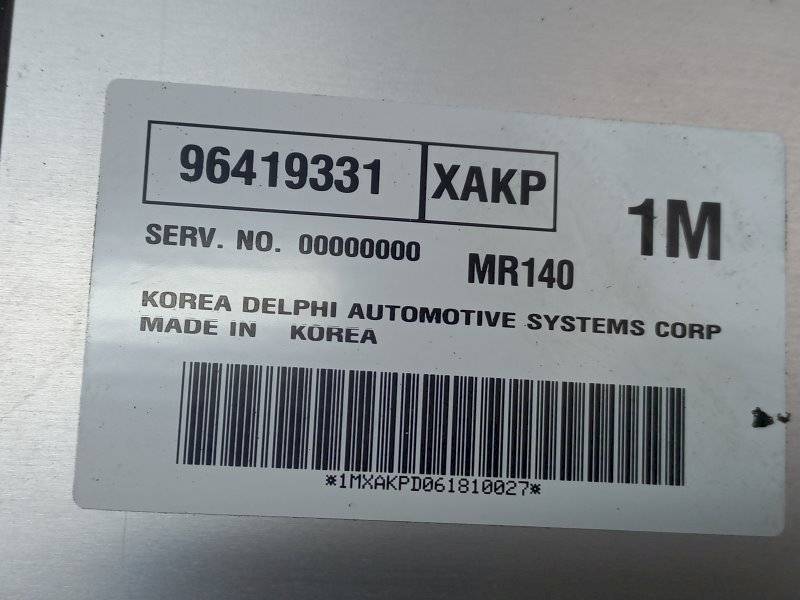 96419331 XAKP
1M
SERV. NO. 00000000
MR140
KOREA DELPHI AUTOMOTIVE SYSTEMS CORP
MADE IN KOREA
*1MXAKPD061810027*